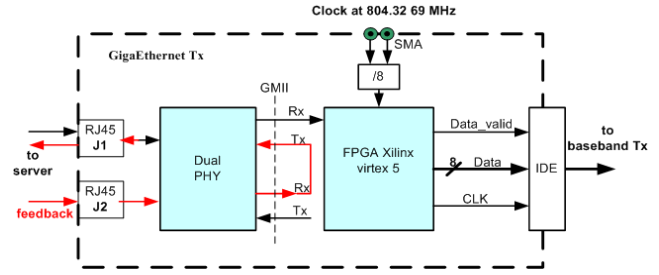 Clock at 804.32 69 MHz
GigaEthernet Tx
SMA
/8
GMII
RJ45
J1
to
server
RJ45
J2
feedback
Dual
PHY
Rx
Tx
Rx
Tx
FPGA Xilinx
virtex 5
Data_valid
8
Data
CLK
IDE
to
baseband Tx